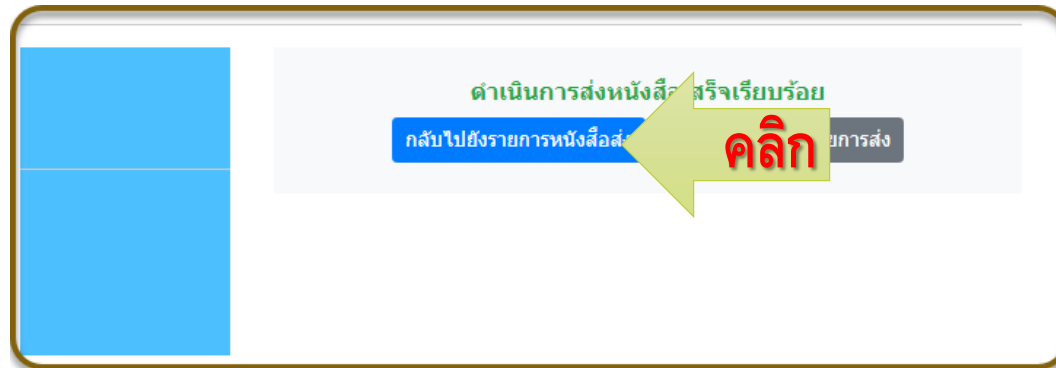 ดำเนินการส่งหนังสือ สร็จเรียบร้อย
กลับไปยังรายการหนังสือส่ง ยการส่ง
คลิก